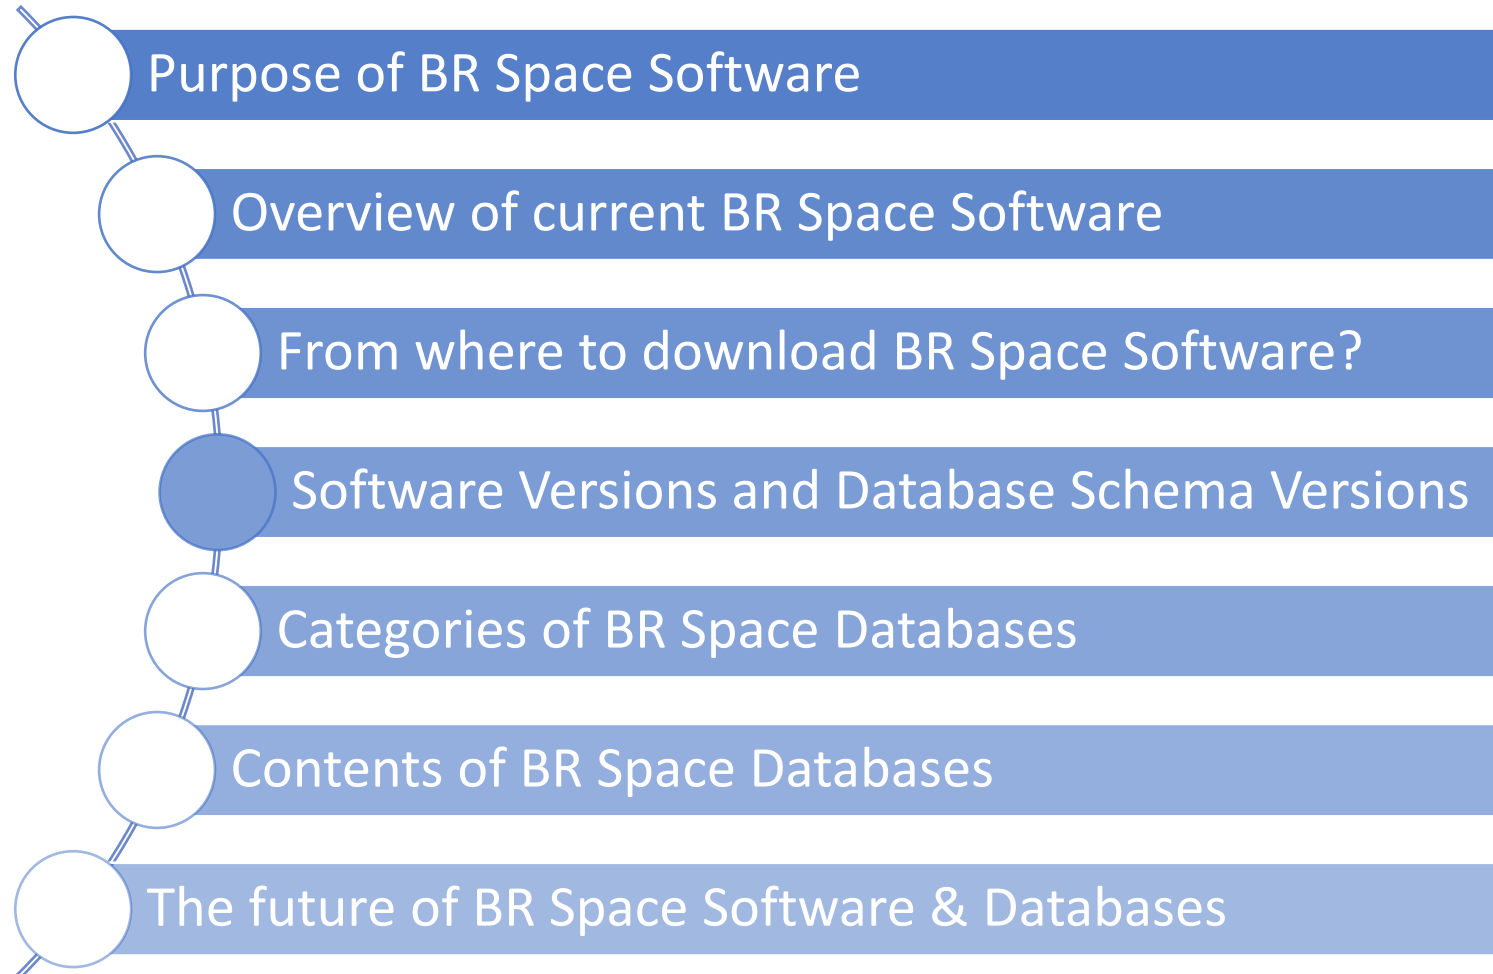 Purpose of BR Space Software
Overview of current BR Space Software
From where to download BR Space Software?
Software Versions and Database Schema Versions
Categories of BR Space Databases
Contents of BR Space Databases
The future of BR Space Software & Databases